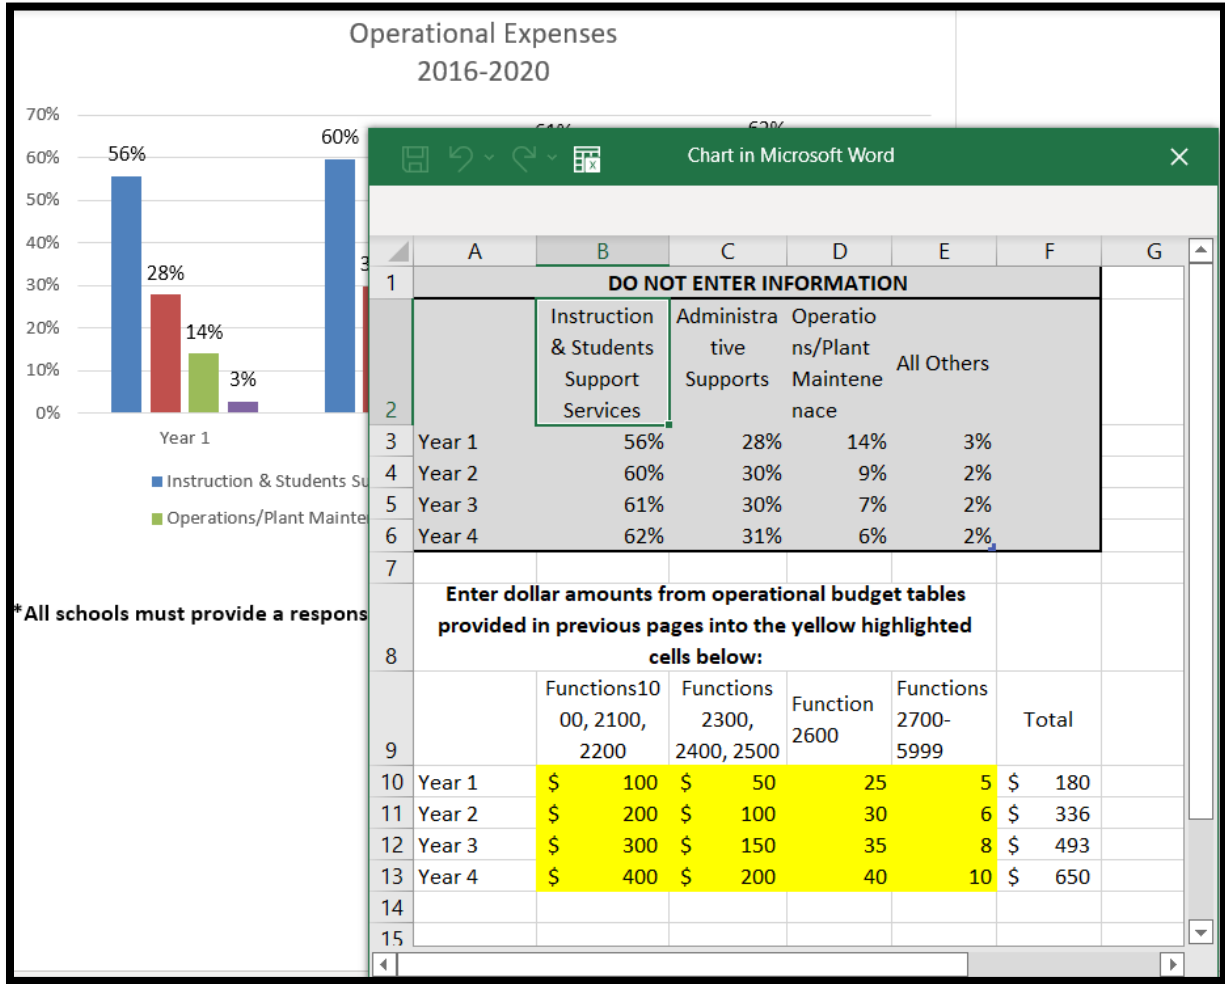 Operational Expenses
2016-2020
70%
60%
50%
40%
30%
20%
10%
0%
56%
28%
14%
3%
60%
Year 1
Instruction & Students Su
Operations/Plant Mainte
*All schools must provide a respons
Chart in Microsoft Word
A B C D E F G
1 DO NOT ENTER INFORMATION
Instruction Administra Operatio
& Students tive ns/Plant
Support Supports Maintene All Others
2 Services nace
3 Year 1 56% 28% 14% 3%
4 Year 2 60% 30% 9% 2%
5 Year 3 61% 30% 7% 2%
6 Year 4 62% 31% 6% 2%
7
Enter dollar amounts from operational budget tables
provided in previous pages into the yellow highlighted
8 cells below:
Functions10 Functions Function Functions
00, 2100, 2300, 2600 2700- Total
9 2200 2400, 2500 5999
10 Year 1 $ 100 $ 50 25 5 $ 180
11 Year 2 $ 200 $ 100 30 6 $ 336
12 Year 3 $ 300 $ 150 35 8 $ 493
13 Year 4 $ 400 $ 200 40 10 $ 650
14
15